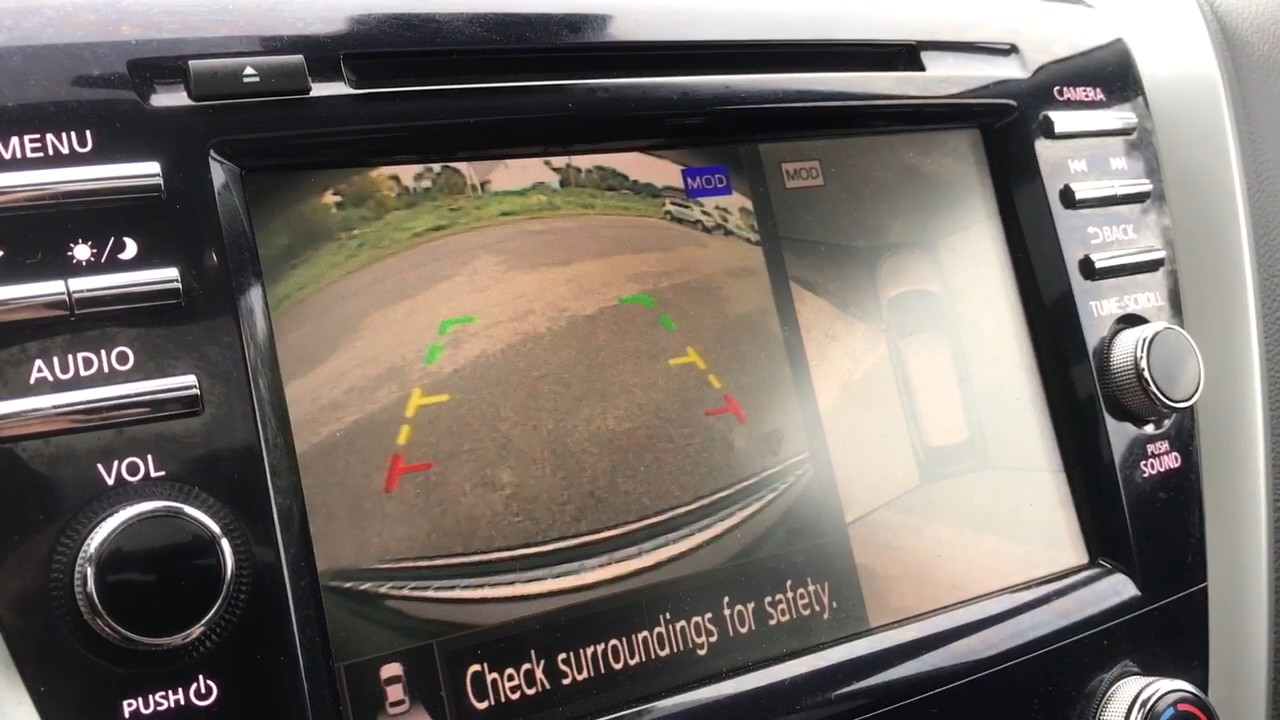 MENU
AUDIO
VOL
PUSH
MOD
MOD
Check surroundings for safety.
CAMERA
BACK
TUNE·SCROLL
PUSH
SOUND